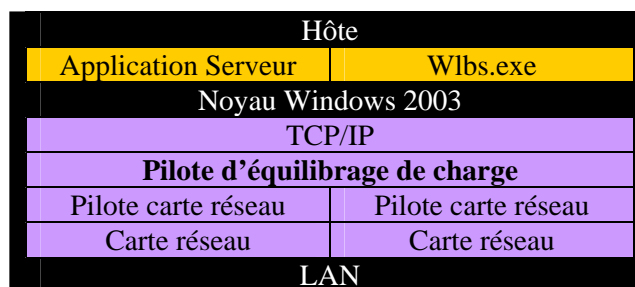 Hôte
Application Serveur Wlbs.exe
Noyau Windows 2003
TCP/IP
Pilote d'équilibrage de charge
Pilote carte réseau Pilote carte réseau
Carte réseau Carte réseau
LAN